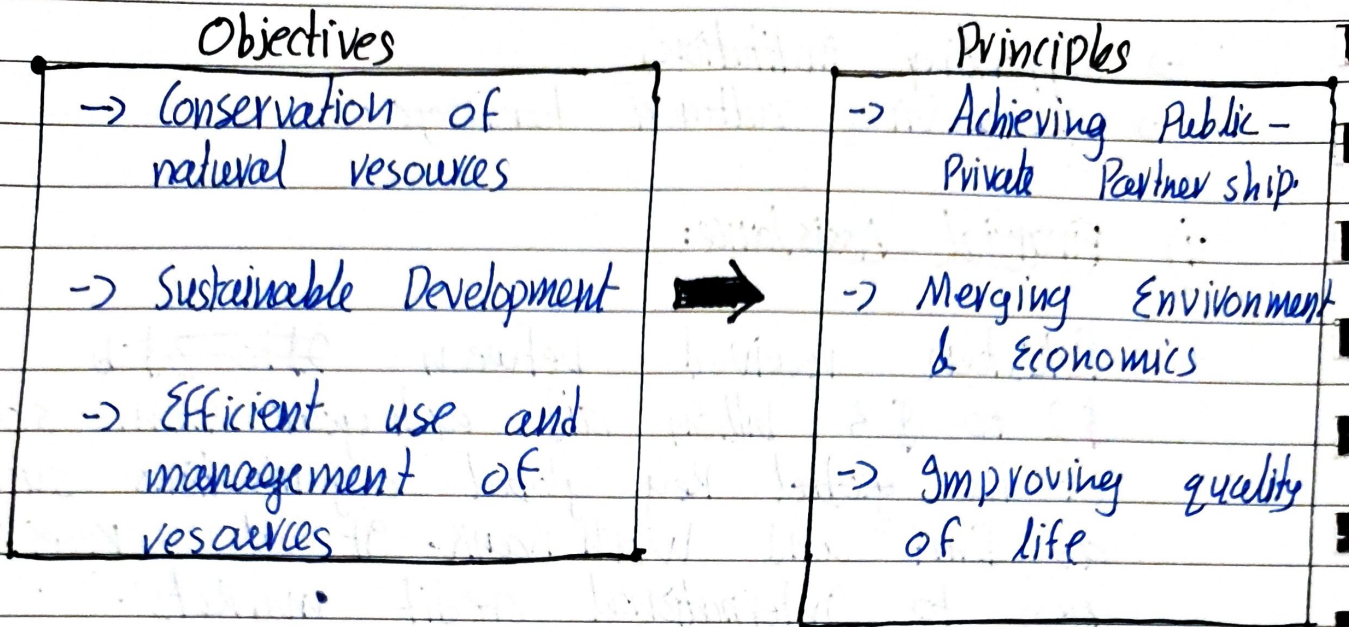 Objectives
-> Conservation of
natural resources
-> Sustainable Development
-> Efficient use and
management of
resources
Principles
-> Achieving Public-
Private Partnership.
-> Merging Environment
& Economics
-> Improving quality
of life